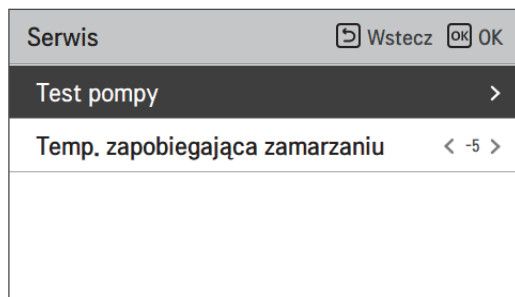 Serwis Wstecz OK OK
Test pompy >
Temp. zapobiegająca zamarzaniu < -5 >